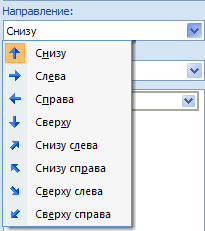 Направление:
Снизу
Снизу
Слева
Справа
Сверху
Снизу слева
Снизу справа
Сверху слева
Сверху справа